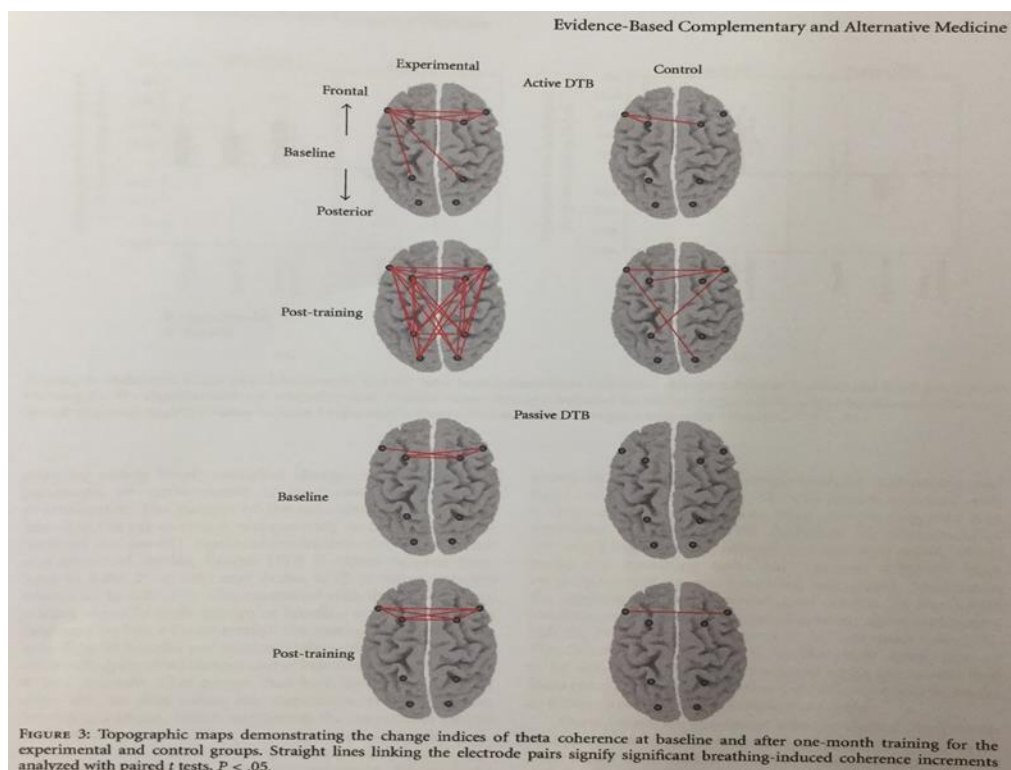 Evidence-Based Complementary and Alternative Medicine
Experimental
Active DTB
Control
Frontal
Baseline
Posterior
Post-training
Passive DTB
Baseline
Post-training
FIGURE 3: Topographic maps demonstrating the change indices of theta coherence at baseline and after one-month training for the
experimental and control groups. Straight lines linking the electrode pairs signify significant breathing-induced coherence increments
analyzed with paired t tests, P < .05.